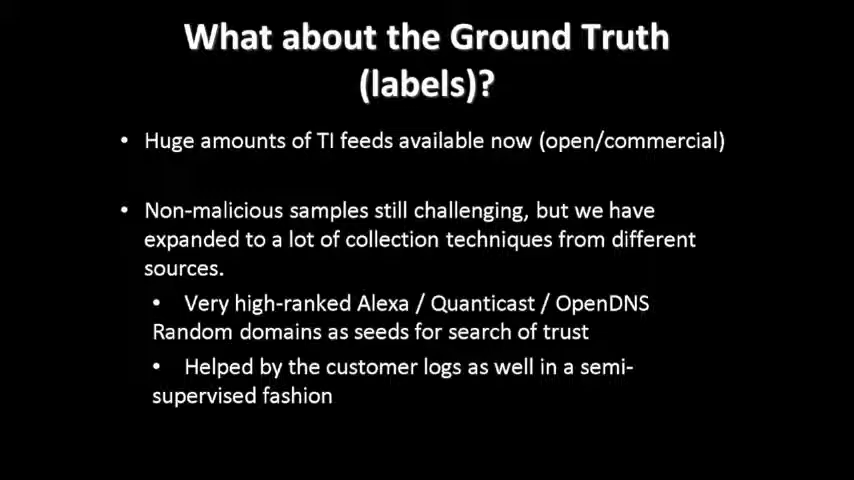 What about the Ground Truth
(labels)?
• Huge amounts of TI feeds available now (open/commercial)
• Non-malicious samples still challenging, but we have
expanded to a lot of collection techniques from different
sources.
• Very high-ranked Alexa / Quanticast / OpenDNS
Random domains as seeds for search of trust
• Helped by the customer logs as well in a semi-
supervised fashion